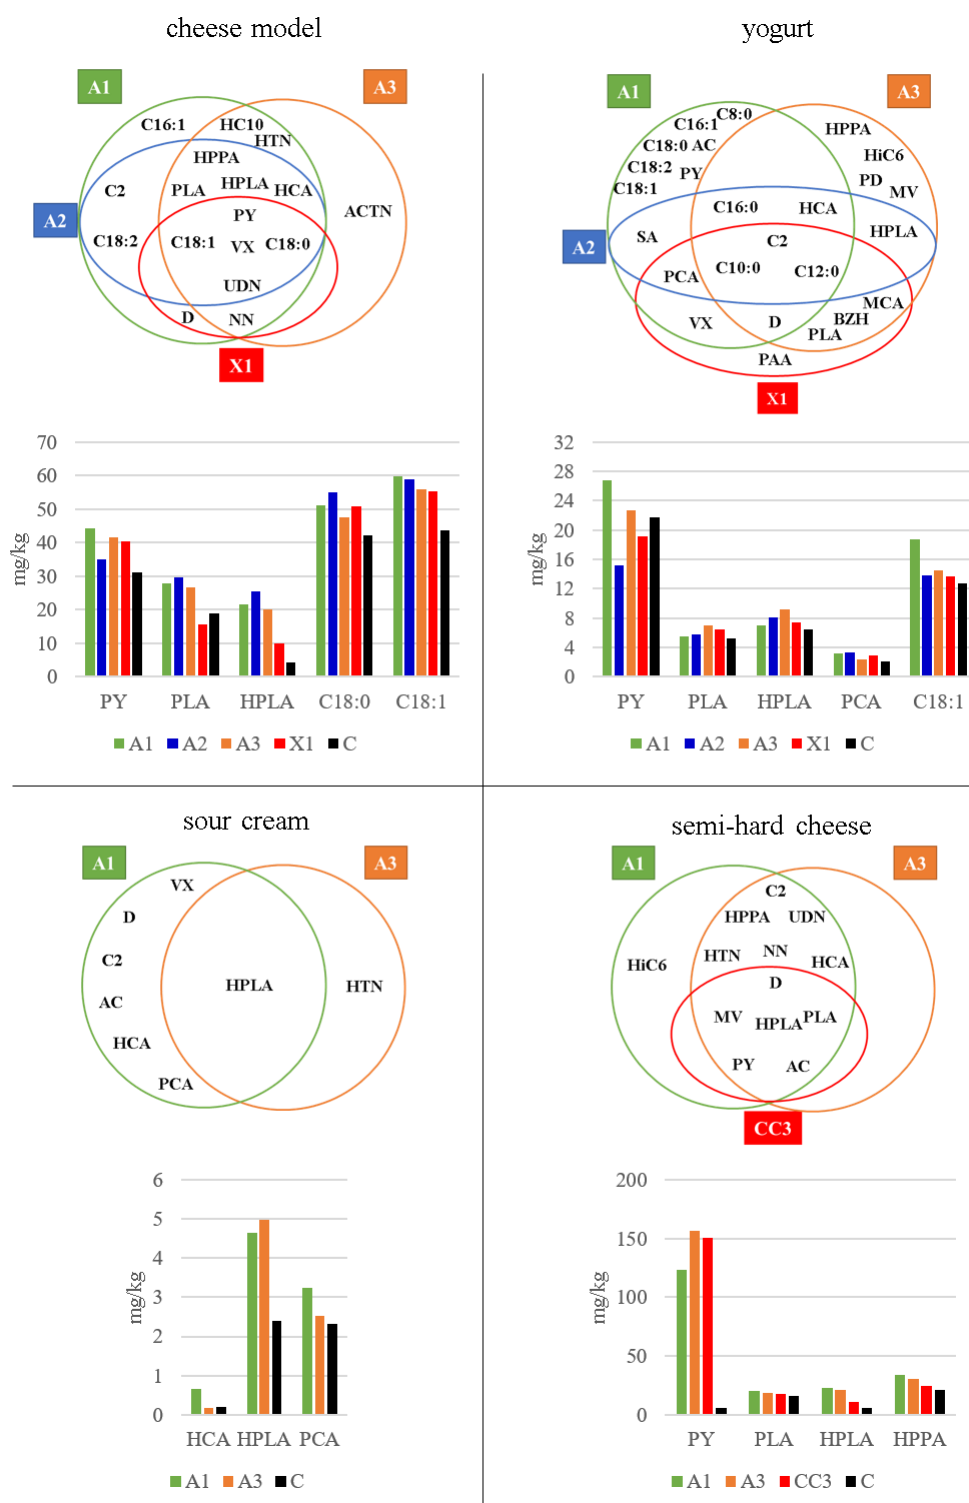 cheese model
A1
A3
C16:1
HC10
HTN
HPPA
C2
PLA
HPLA
HCA
PY
ACTN
A2
C18:2
C18:1
VX
C18:0
UDN
D
NN
X1
70
60
50
40
30
20
10
0
mg/kg
PY PLA HPLA C18:0 C18:1
A1 A2 A3 X1 C
yogurt
A1
A3
C8:0
C16:1
HPPA
C18:0 AC
HiC6
C18:2
PY
PD
C18:1
MV
C16:0
HCA
SA
HPLA
A2
C2
PCA
C10:0
C12:0
MCA
VX
D
BZH
PLA
PAA
X1
32
28
24
20
16
12
8
4
0
mg/kg
PY PLA HPLA PCA C18:1
A1 A2 A3 X1 C
sour cream
A1
A3
VX
D
C2
AC
HCA
PCA
HPLA
HTN
6
5
4
3
2
1
0
mg/kg
HCA HPLA PCA
A1 A3 C
semi-hard cheese
A1
A3
C2
HPPA UDN
HiC6
HTN
NN
HCA
D
MV
HPLA
PLA
PY
AC
CC3
200
150
100
50
0
mg/kg
PY PLA HPLA HPPA
A1 A3 CC3 C